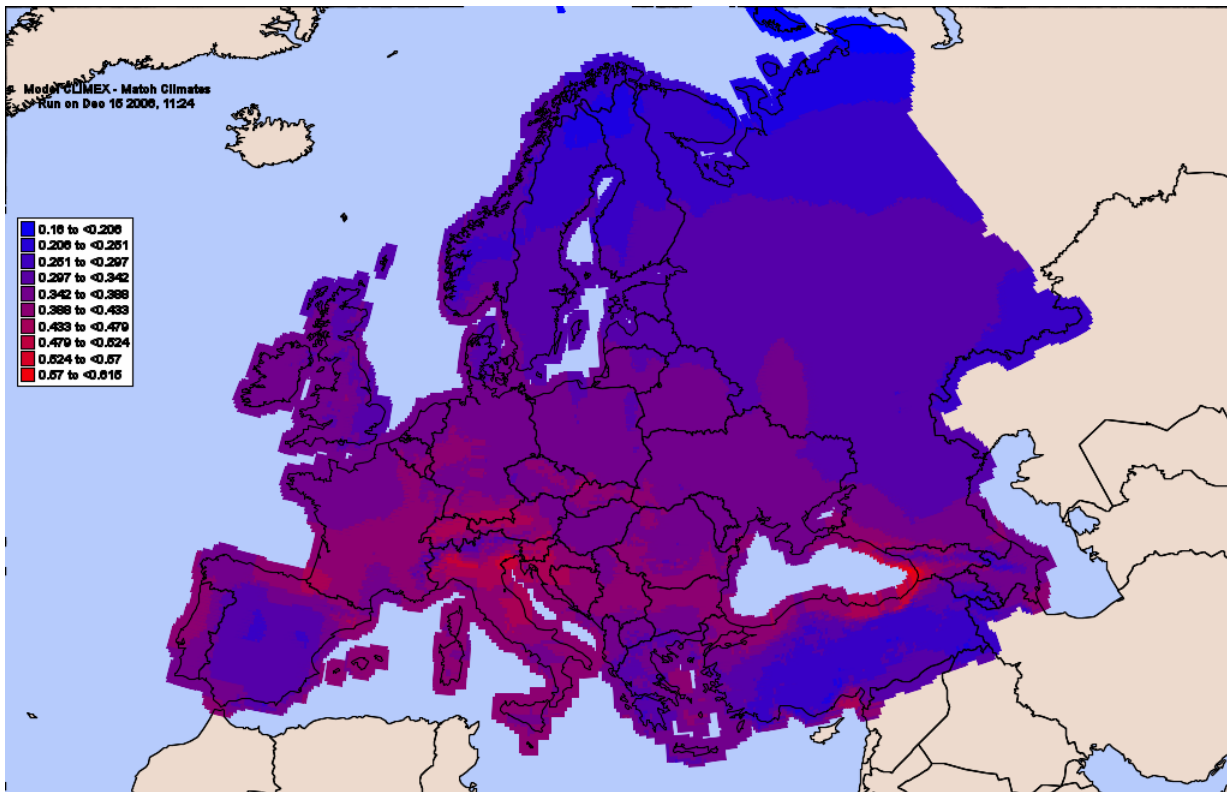 Model CLIMEX - Match Climates
Run on Dec 15 2006, 11:24
0.16 to <0.206
0.206 to <0.251
0.251 to <0.297
0.297 to <0.342
0.342 to <0.388
0.388 to <0.433
0.433 to <0.479
0.479 to <0.524
0.524 to <0.57
0.57 to <0.615